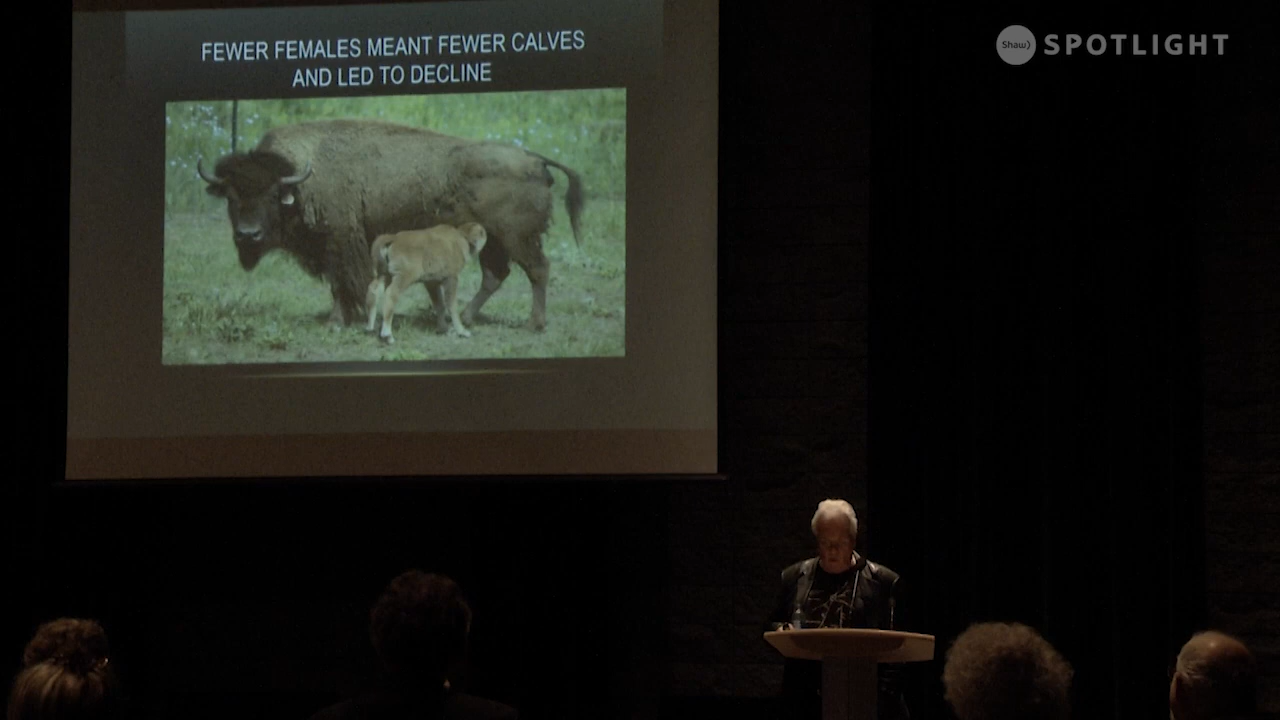 FEWER FEMALES MEANT FEWER CALVES
AND LED TO DECLINE
Shaw) SPOTLIGHT